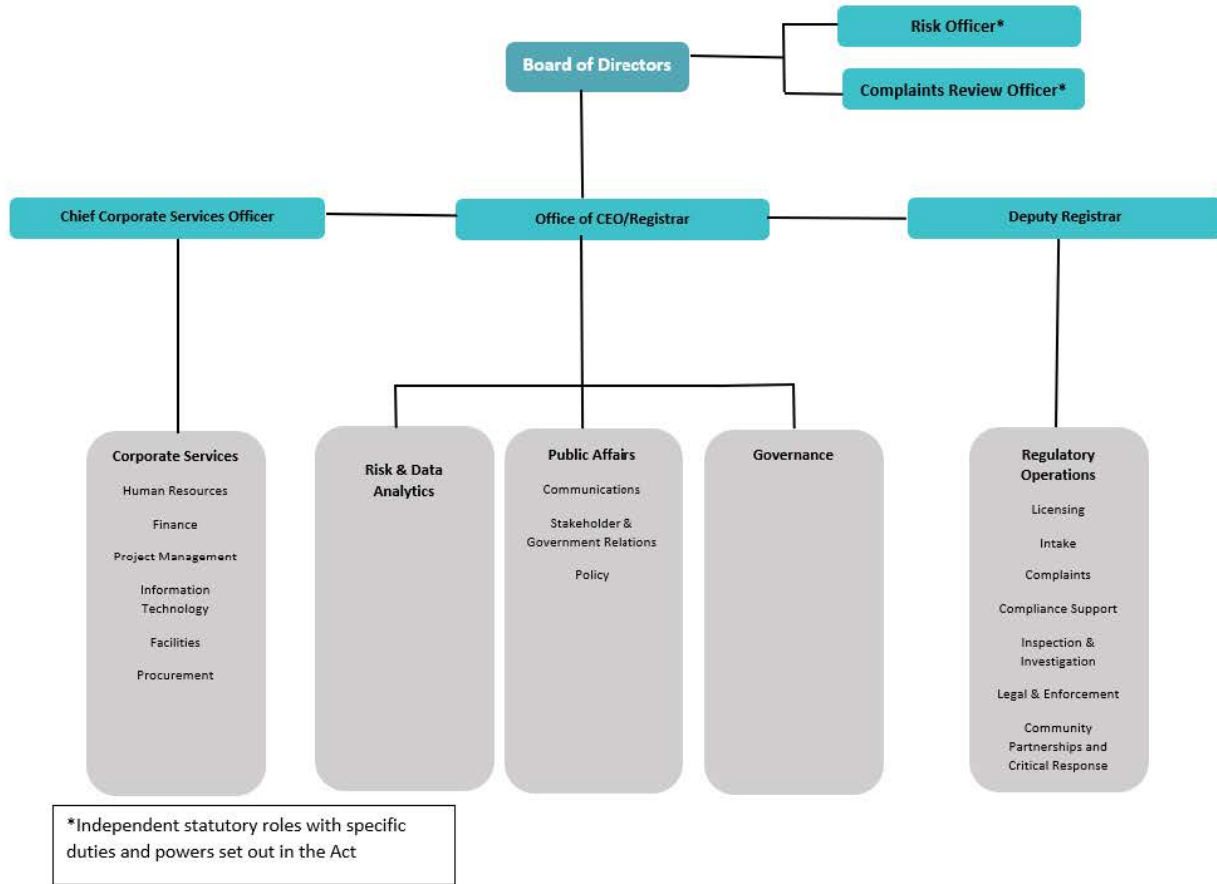 Risk Officer*
Board of Directors
Complaints Review Officer*
Chief Corporate Services Officer
Office of CEO/Registrar
Deputy Registrar
Corporate Services
Human Resources
Finance
Project Management
Information
Technology
Facilities
Procurement
Risk & Data
Analytics
Public Affairs
Communications
Stakeholder &
Government Relations
Policy
Governance
Regulatory
Operations
Licensing
Intake
Complaints
Compliance Support
Inspection &
Investigation
Legal & Enforcement
Community
Partnerships and
Critical Response
*Independent statutory roles with specific
duties and powers set out in the Act